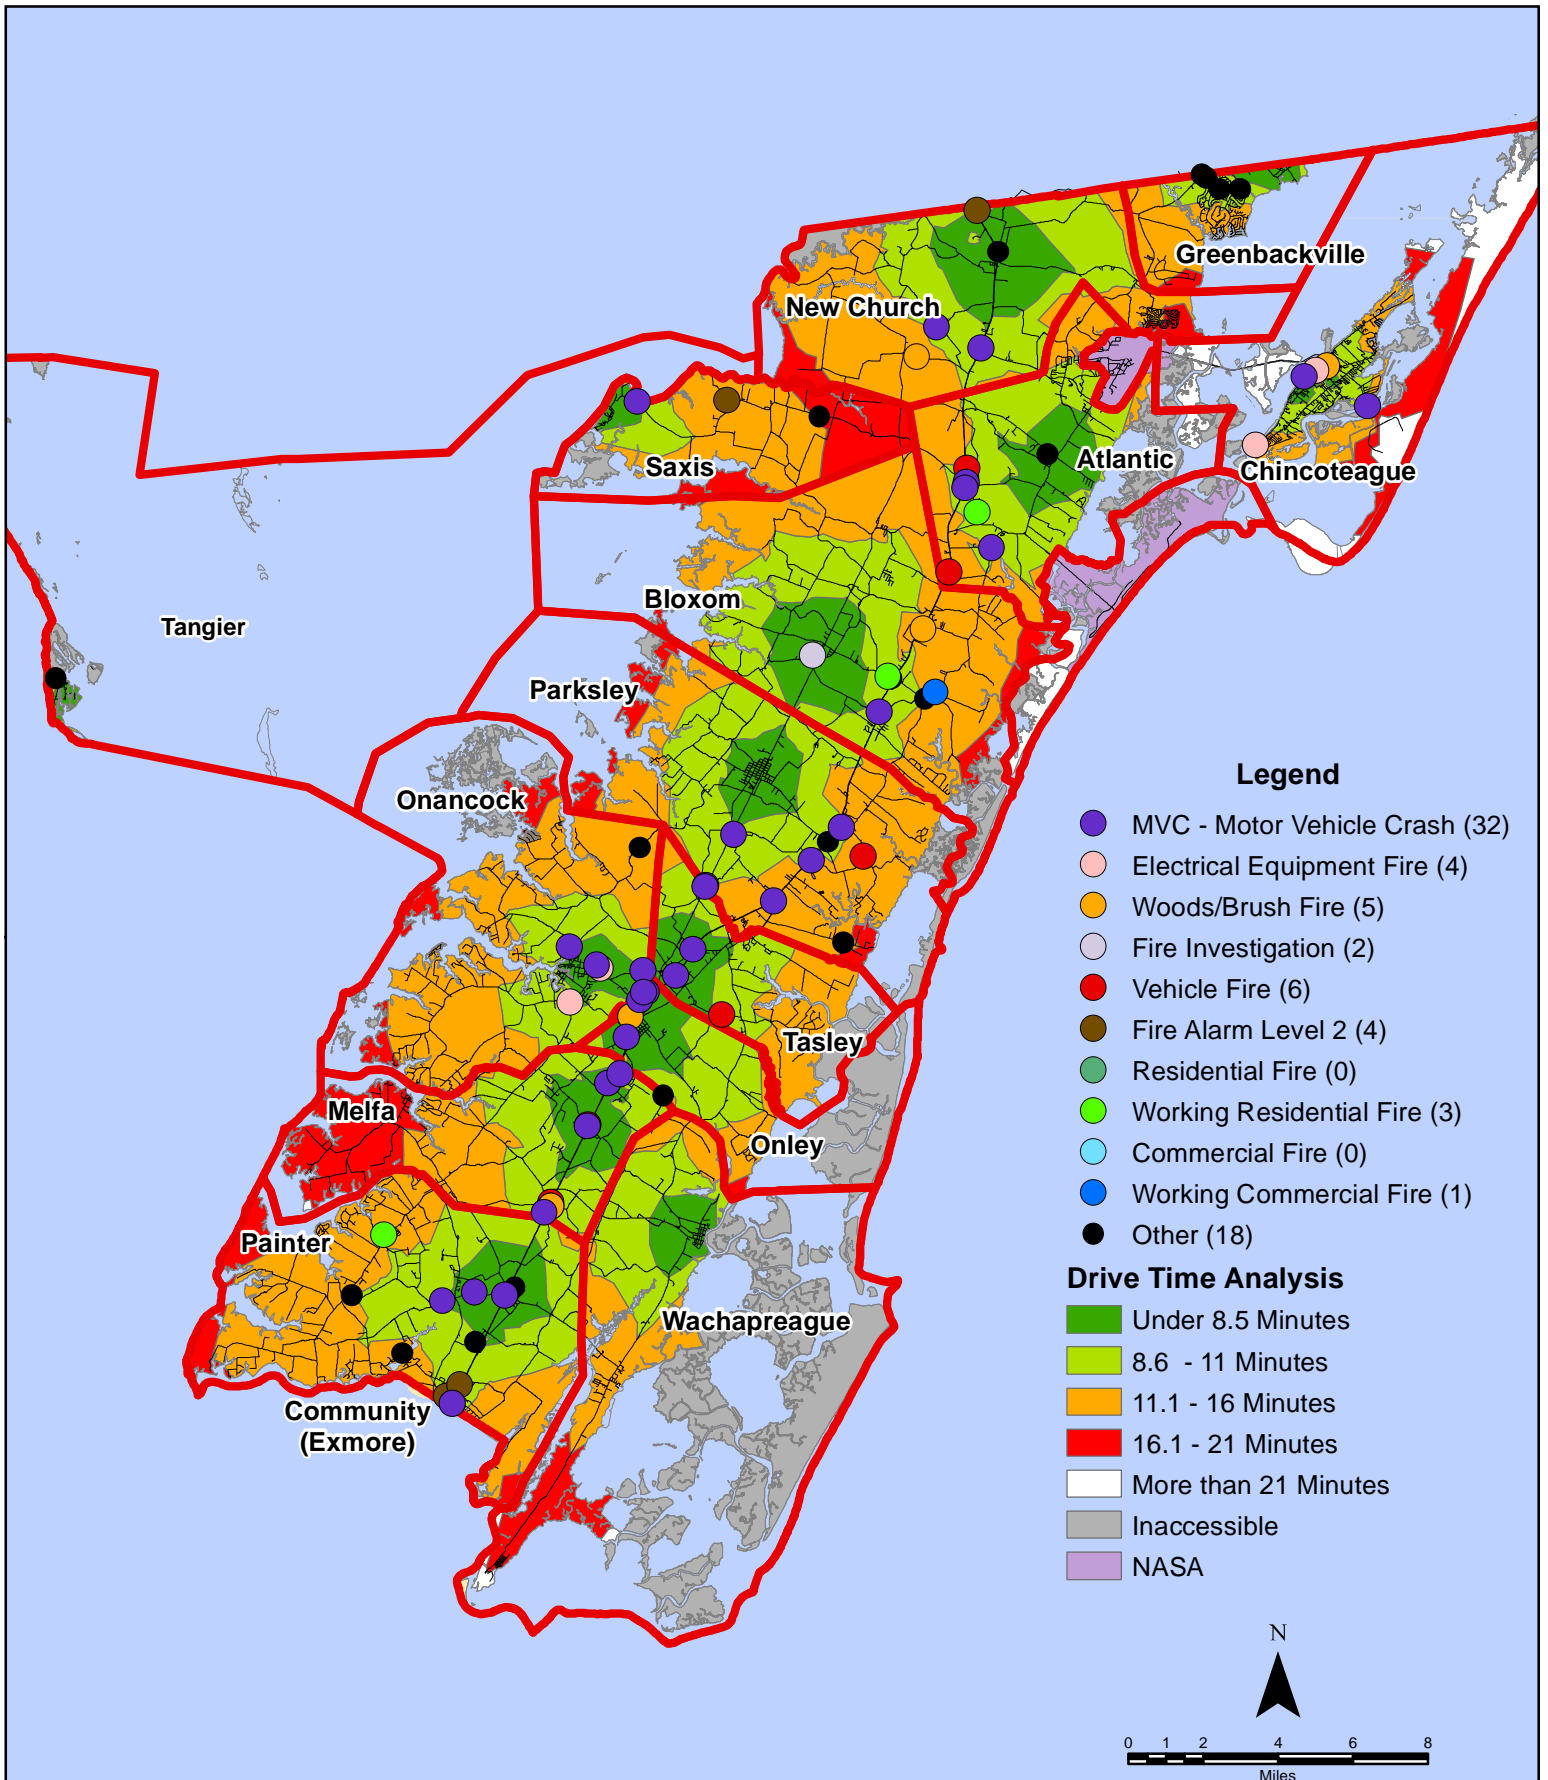 Greenbackville
New Church
Saxis
Atlantic
Chincoteague
Bloxom
Tangier
Parksley
Onancock
Tasley
Melfa
Onley
Painter
Wachapreague
Community
(Exmore)
Legend
MVC - Motor Vehicle Crash (32)
Electrical Equipment Fire (4)
Woods/Brush Fire (5)
Fire Investigation (2)
Vehicle Fire (6)
Fire Alarm Level 2 (4)
Residential Fire (0)
Working Residential Fire (3)
Commercial Fire (0)
Working Commercial Fire (1)
Other (18)
Drive Time Analysis
Under 8.5 Minutes
8.6 - 11 Minutes
11.1 - 16 Minutes
16.1 - 21 Minutes
More than 21 Minutes
Inaccessible
NASA
N
0 1 2 4 6 8
Miles